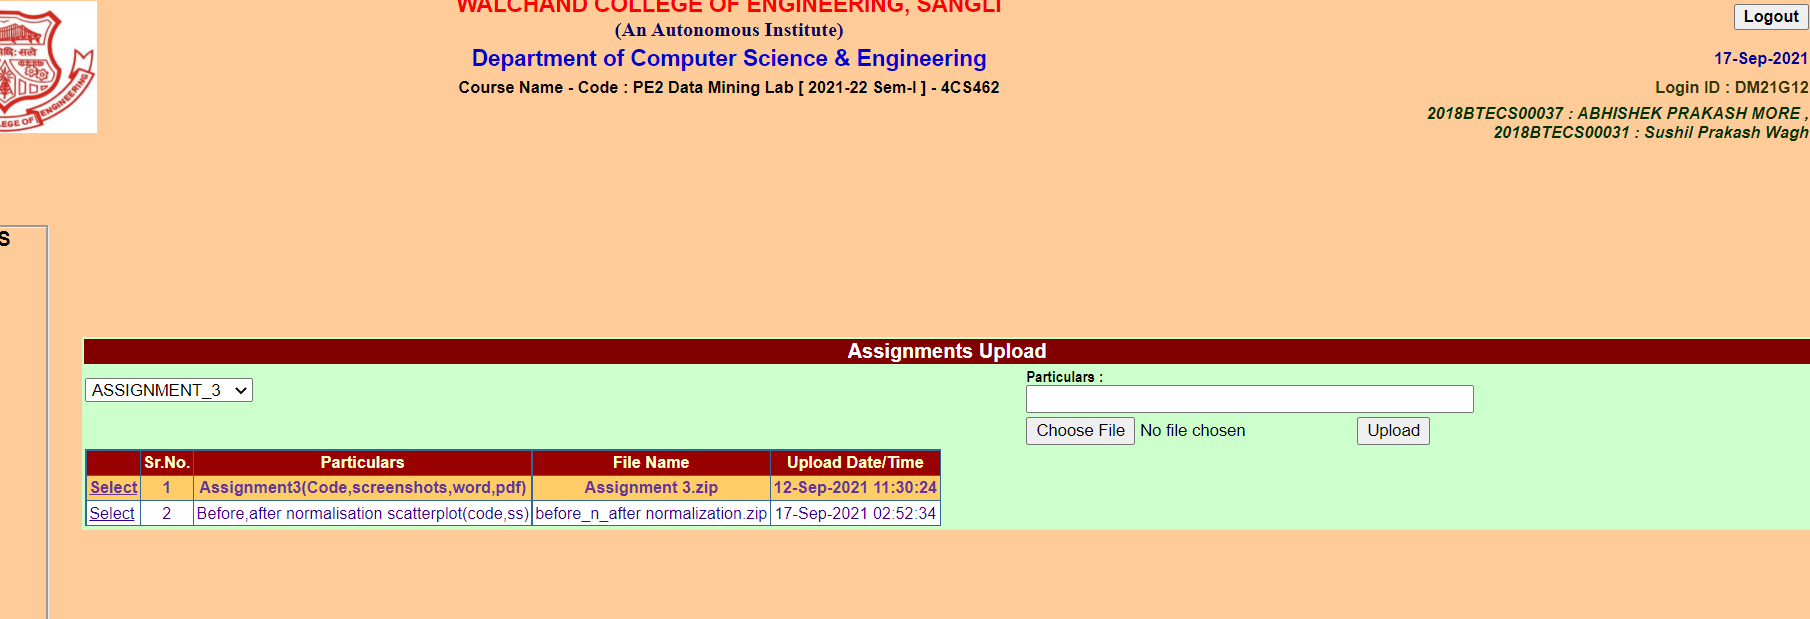 WALCHAND COLLEGE OF ENGINEERING, SANGLI
(An Autonomous Institute)
Department of Computer Science & Engineering
Course Name - Code : PE2 Data Mining Lab [ 2021-22 Sem-I ] - 4CS462
Logout
17-Sep-2021
Login ID : DM21G12
2018BTECS00037 : ABHISHEK PRAKASH MORE ,
2018BTECS00031 : Sushil Prakash Wagh
S
Assignments Upload
ASSIGNMENT_3
Particulars :
Choose File No file chosen Upload
Sr.No. Particulars File Name Upload Date/Time
Select 1 Assignment3(Code,screenshots,word,pdf) Assignment 3.zip 12-Sep-2021 11:30:24
Select 2 Before,after normalisation scatterplot(code,ss) before_n_after normalization.zip 17-Sep-2021 02:52:34